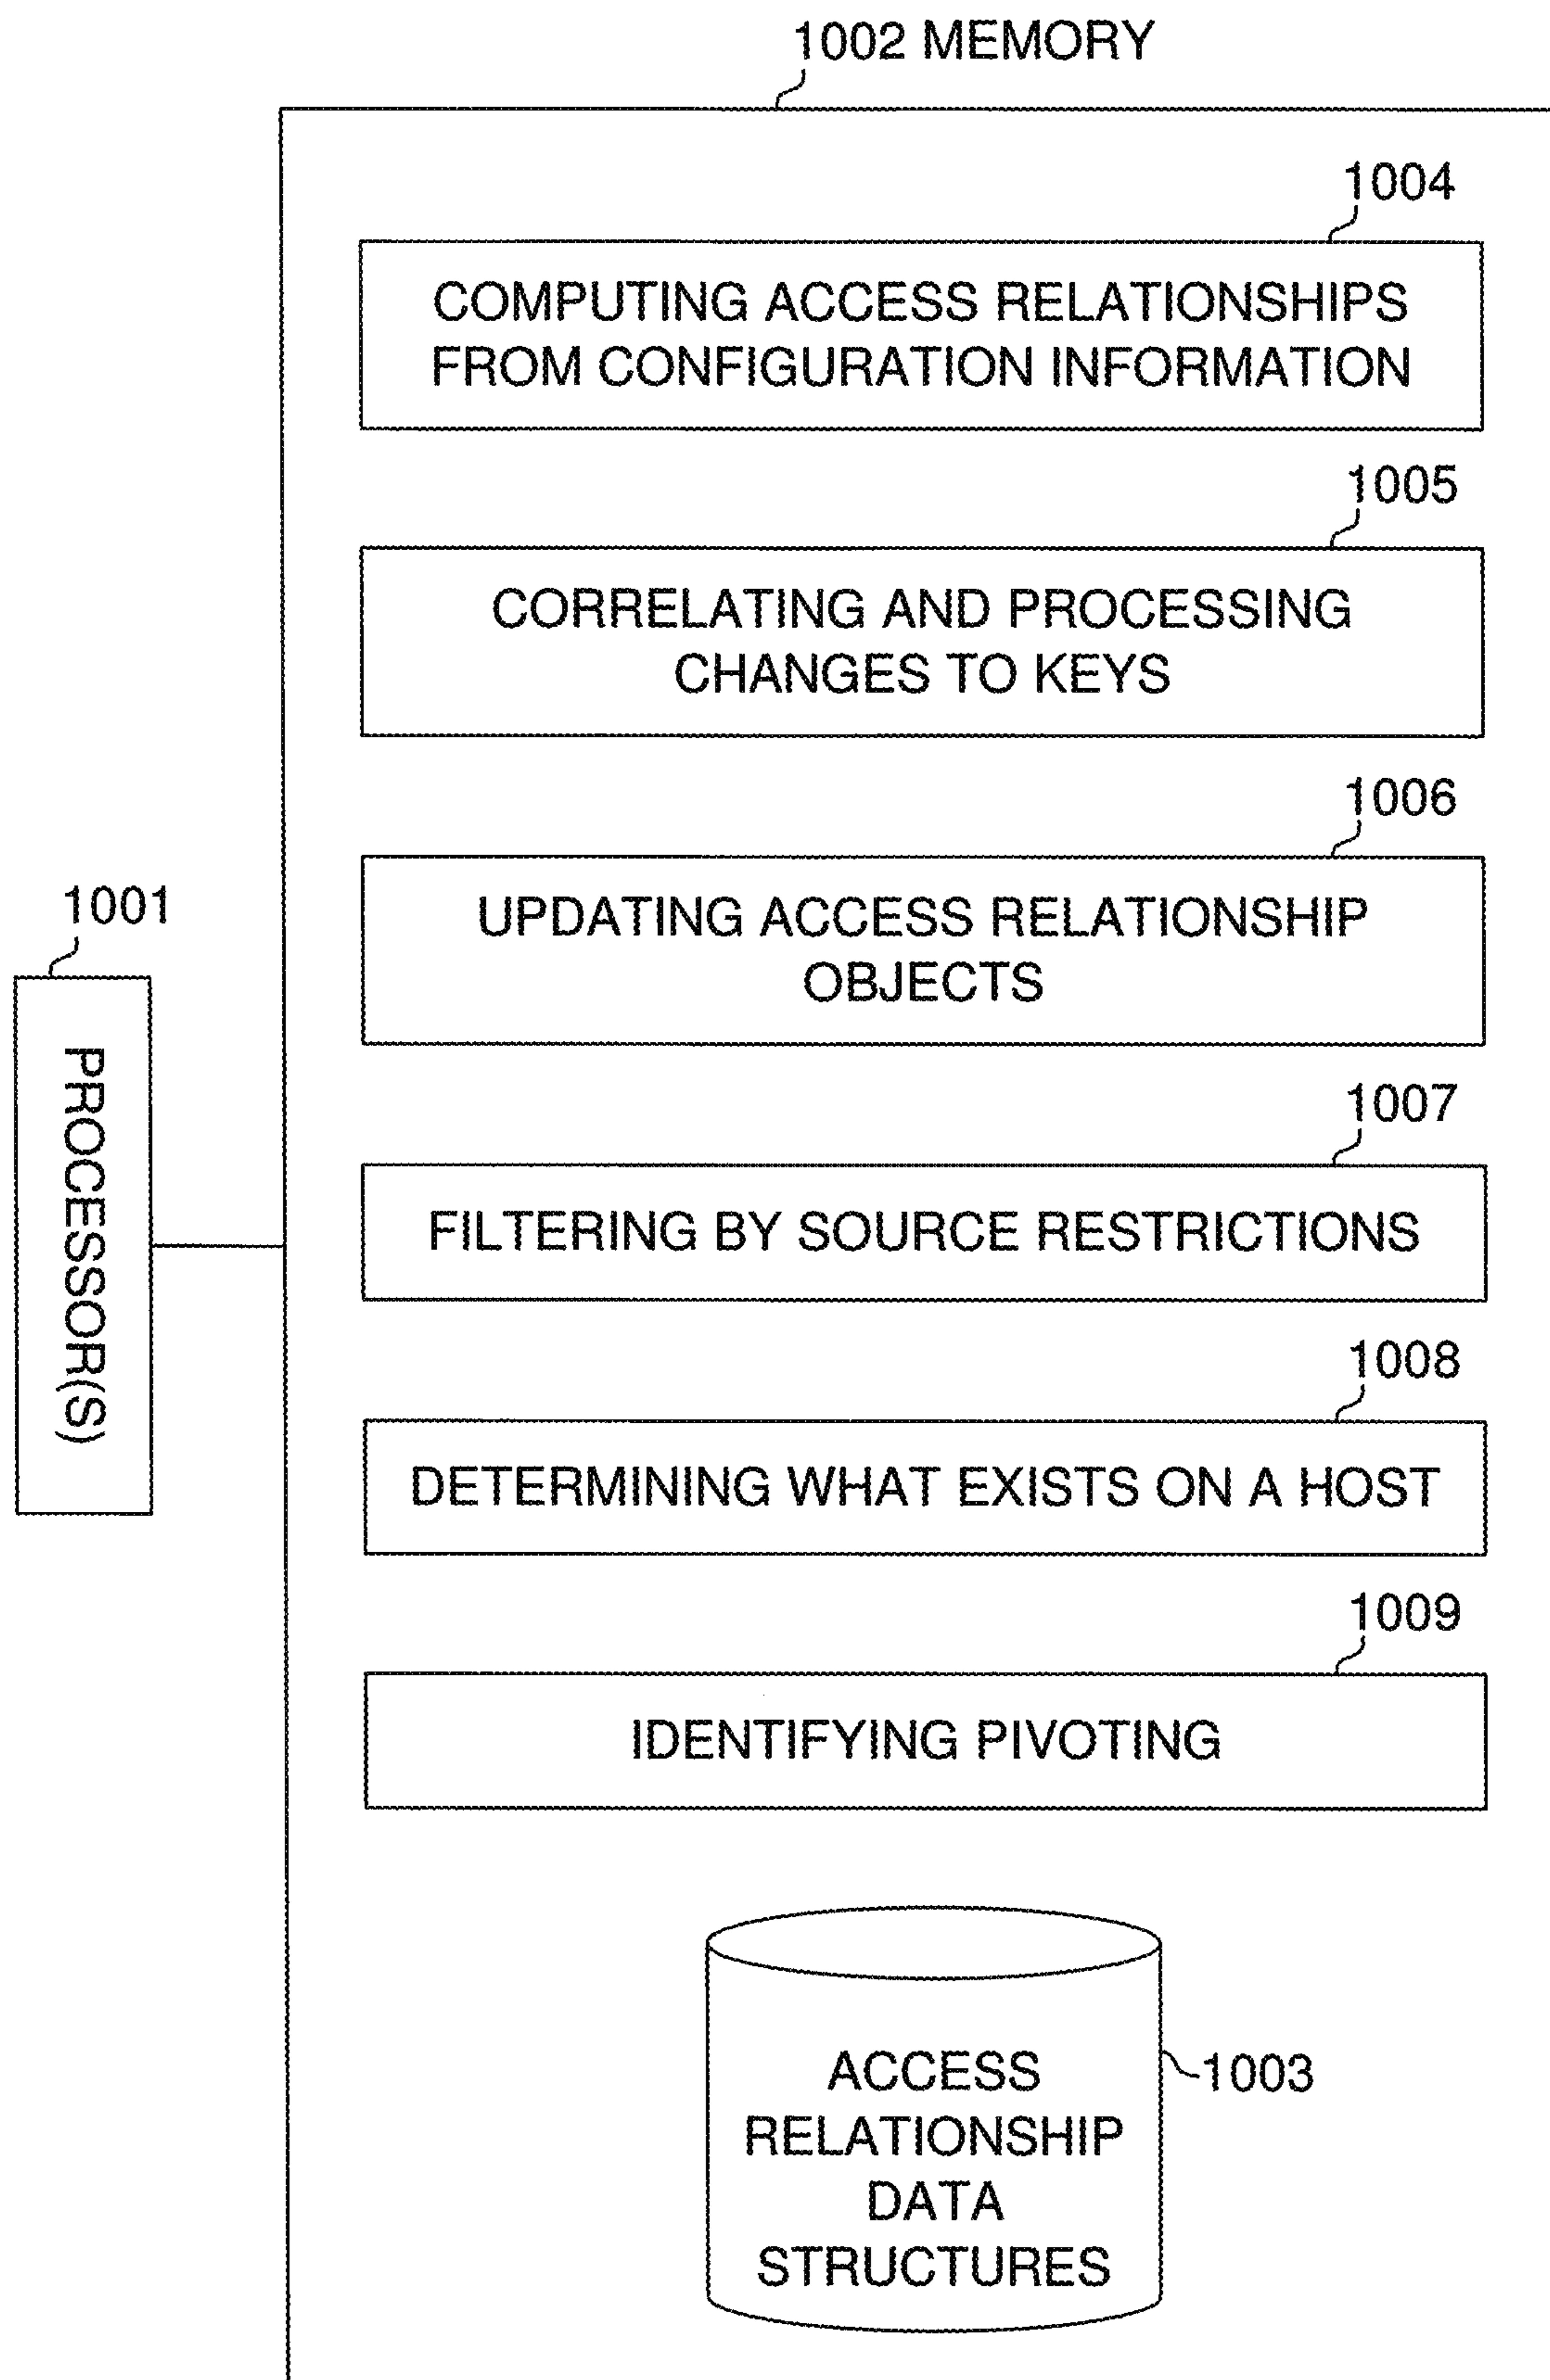 1002 MEMORY
1004
COMPUTING ACCESS RELATIONSHIPS
FROM CONFIGURATION INFORMATION
1005
CORRELATING AND PROCESSING
CHANGES TO KEYS
1006
UPDATING ACCESS RELATIONSHIP
OBJECTS
1001
PROCESSOR(S)
1007
FILTERING BY SOURCE RESTRICTIONS
1008
DETERMINING WHAT EXISTS ON A HOST
1009
IDENTIFYING PIVOTING
1003
ACCESS
RELATIONSHIP
DATA
STRUCTURES